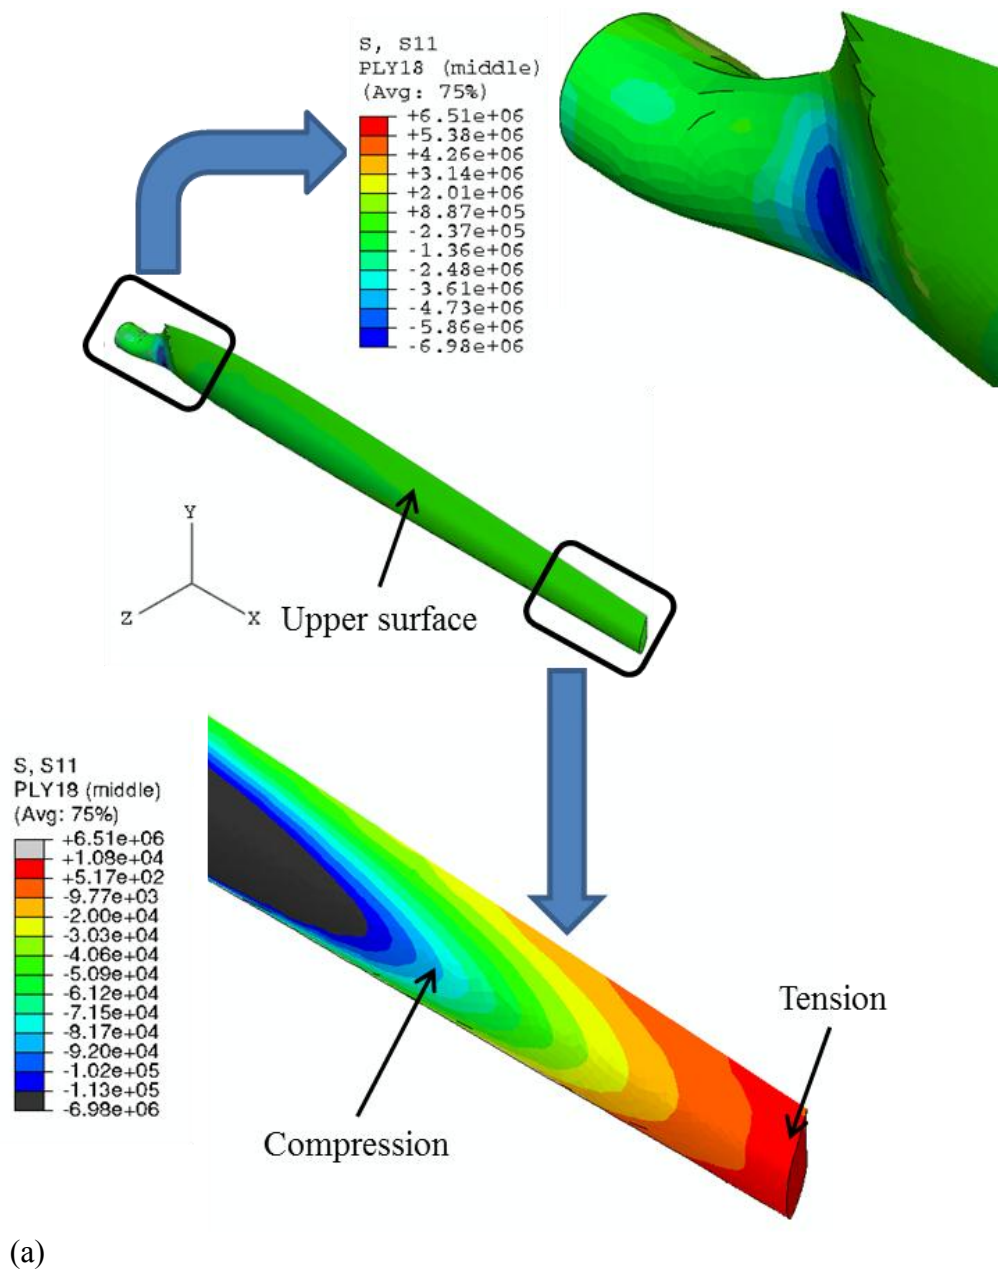 S, S11
PLY18 (middle)
(Avg: 75%)
+6.51e+06
+5.38e+06
+4.26e+06
+3.14e+06
+2.01e+06
+8.87e+05
-2.37e+05
-1.36e+06
-2.48e+06
-3.61e+06
-4.73e+06
-5.86e+06
-6.98e+06
Y
Z
X
Upper surface
S, S11
PLY18 (middle)
(Avg: 75%)
+6.51e+06
+1.08e+04
+5.17e+02
-9.77e+03
-2.00e+04
-3.03e+04
-4.06e+04
-5.09e+04
-6.12e+04
-7.15e+04
-8.17e+04
-9.20e+04
-1.02e+05
-1.13e+05
-6.98e+06
Tension
Compression
(a)